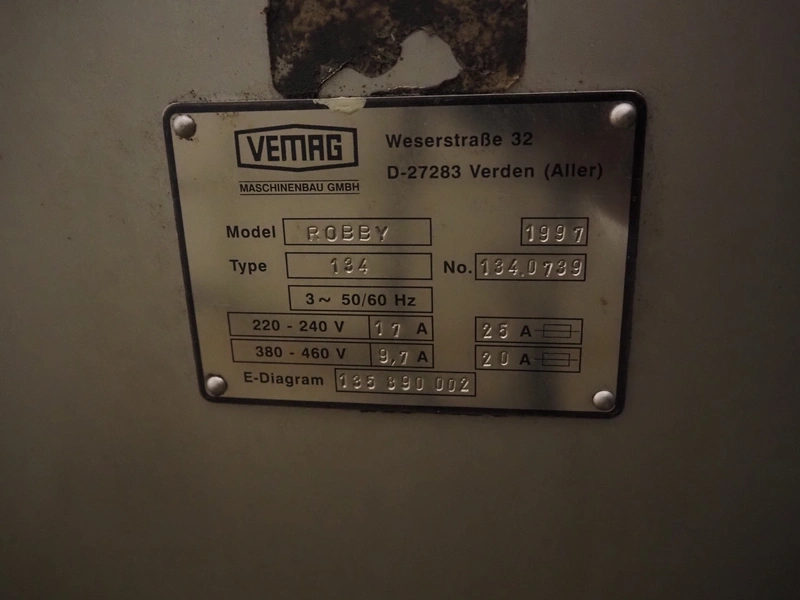 VEMAG
MASCHINENBAU GMBH
Weserstraße 32
D-27283 Verden (Aller)
Model ROBBY 1997
Type 134 No. 134.0739
3~ 50/60 Hz
220 - 240 V 17 A 25 A
380 - 460 V 9,7 A 20 A
E-Diagram 135 890 002